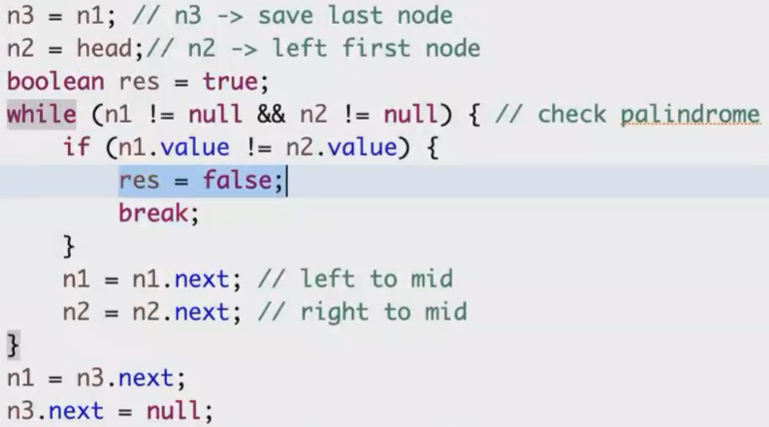 n3 = n1; // n3 -> save last node
n2 = head;// n2 -> left first node
boolean res = true;
while (n1 != null && n2 != null) { // check palindrome
    if (n1.value != n2.value) {
        res = false;
        break;
    }
    n1 = n1.next; // left to mid
    n2 = n2.next; // right to mid
}
n1 = n3.next;
n3.next = null;